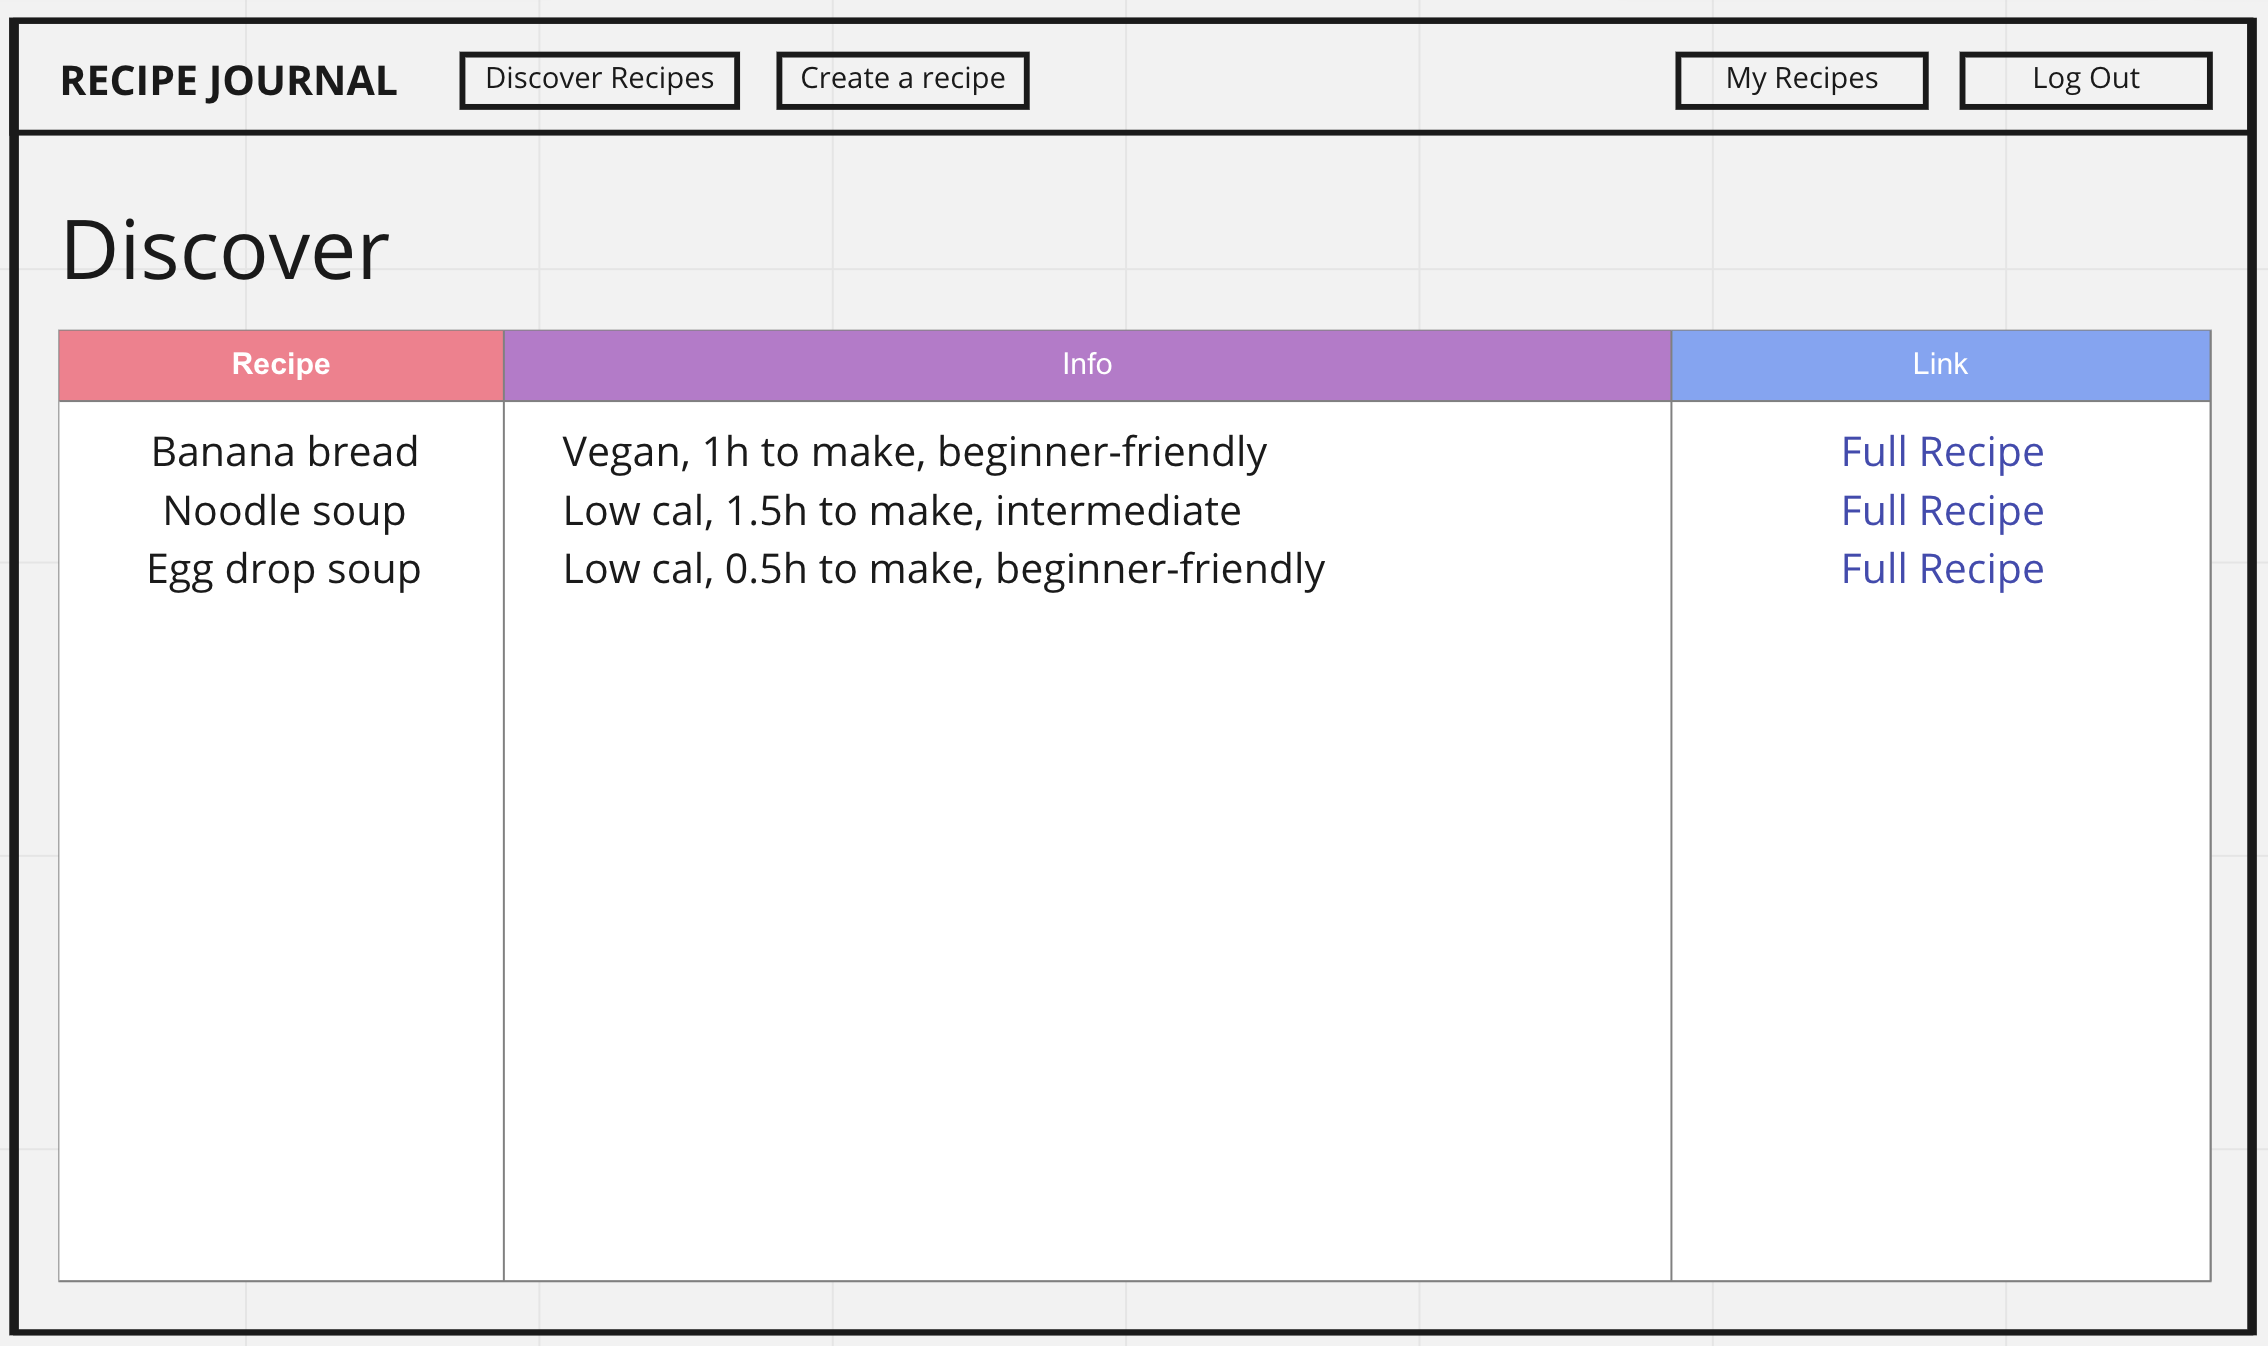 RECIPE JOURNAL
Discover Recipes
Create a recipe
My Recipes
Log Out
Discover
Recipe
Info
Link
Banana bread
Vegan, 1h to make, beginner-friendly
Full Recipe
Noodle soup
Low cal, 1.5h to make, intermediate
Full Recipe
Egg drop soup
Low cal, 0.5h to make, beginner-friendly
Full Recipe